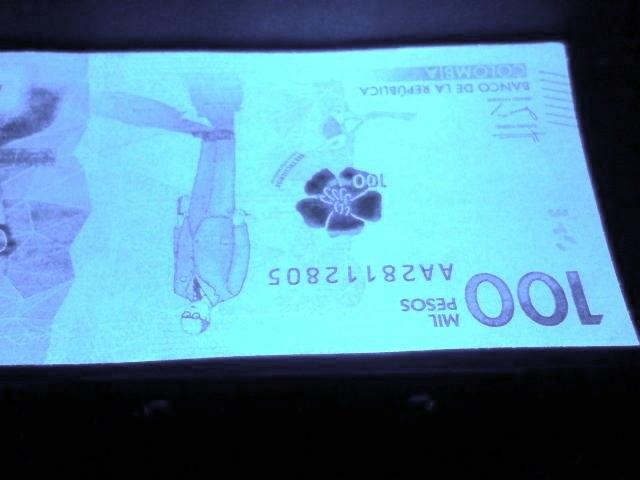 100
MIL
PESOS
AA28112805
100
BANCO DE LA REPÚBLICA
COLOMBIA